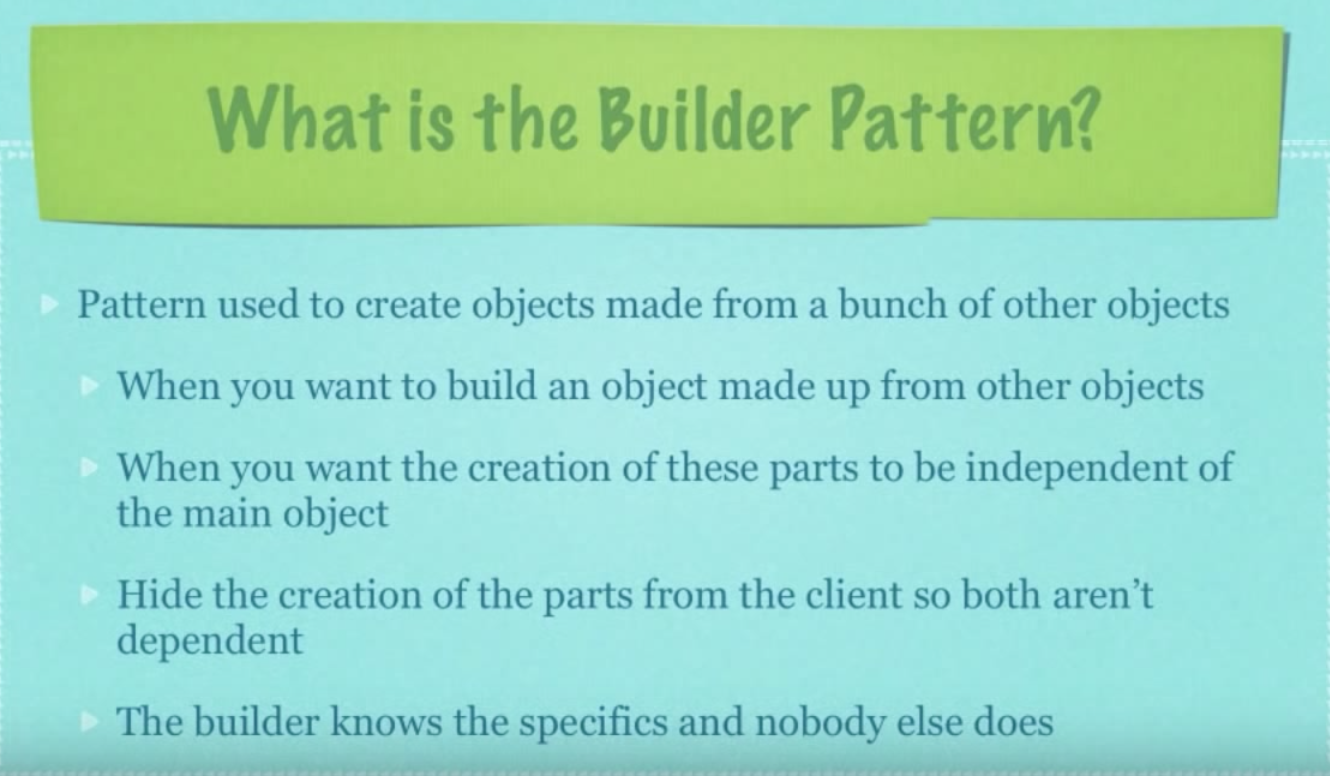 What is the Builder Pattern?
Pattern used to create objects made from a bunch of other objects
When you want to build an object made up from other objects
When you want the creation of these parts to be independent of
the main object
Hide the creation of the parts from the client so both aren’t
dependent
The builder knows the specifics and nobody else does